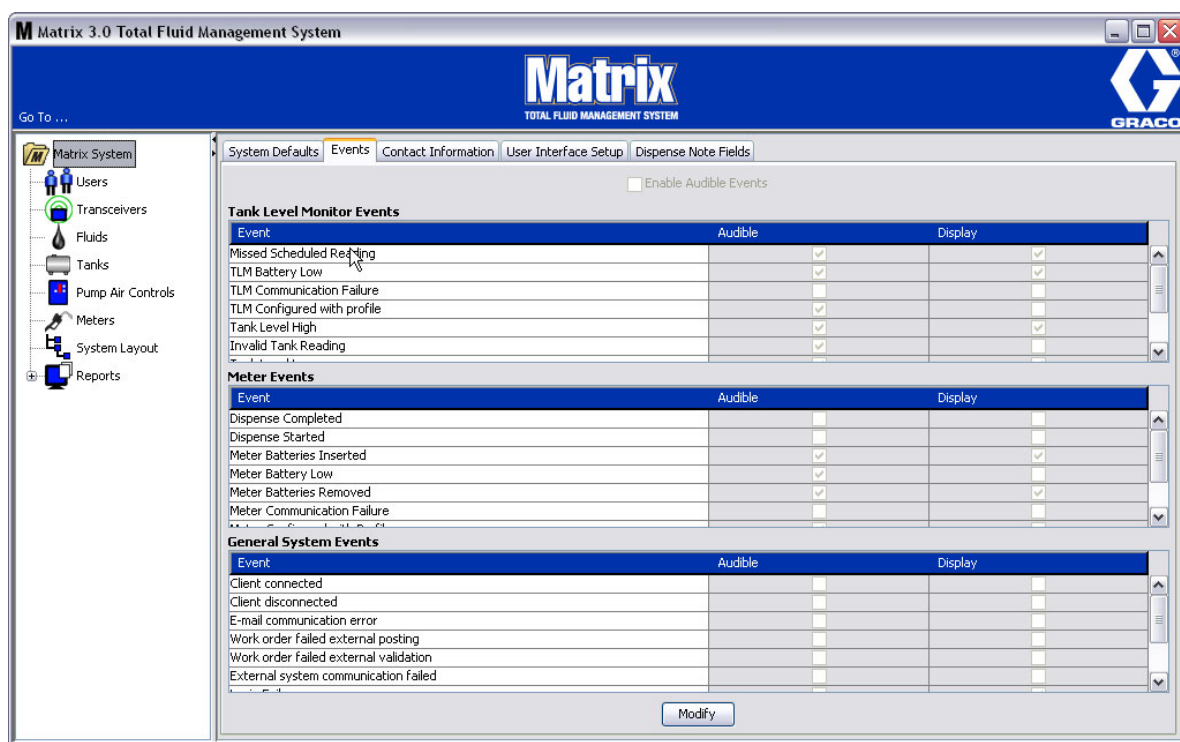 Matrix 3.0 Total Fluid Management System
Matrix
TOTAL FLUID MANAGEMENT SYSTEM
GRACO
Go To ...
Matrix System
Users
Transceivers
Fluids
Tanks
Pump Air Controls
Meters
System Layout
Reports
System Defaults Events Contact Information User Interface Setup Dispense Note Fields
Enable Audible Events
Tank Level Monitor Events
Event Audible Display
Missed Scheduled Reading
TLM Battery Low
TLM Communication Failure
TLM Configured with profile
Tank Level High
Invalid Tank Reading
Meter Events
Event Audible Display
Dispense Completed
Dispense Started
Meter Batteries Inserted
Meter Battery Low
Meter Batteries Removed
Meter Communication Failure
General System Events
Event Audible Display
Client connected
Client disconnected
E-mail communication error
Work order failed external posting
Work order failed external validation
External system communication failed
Modify